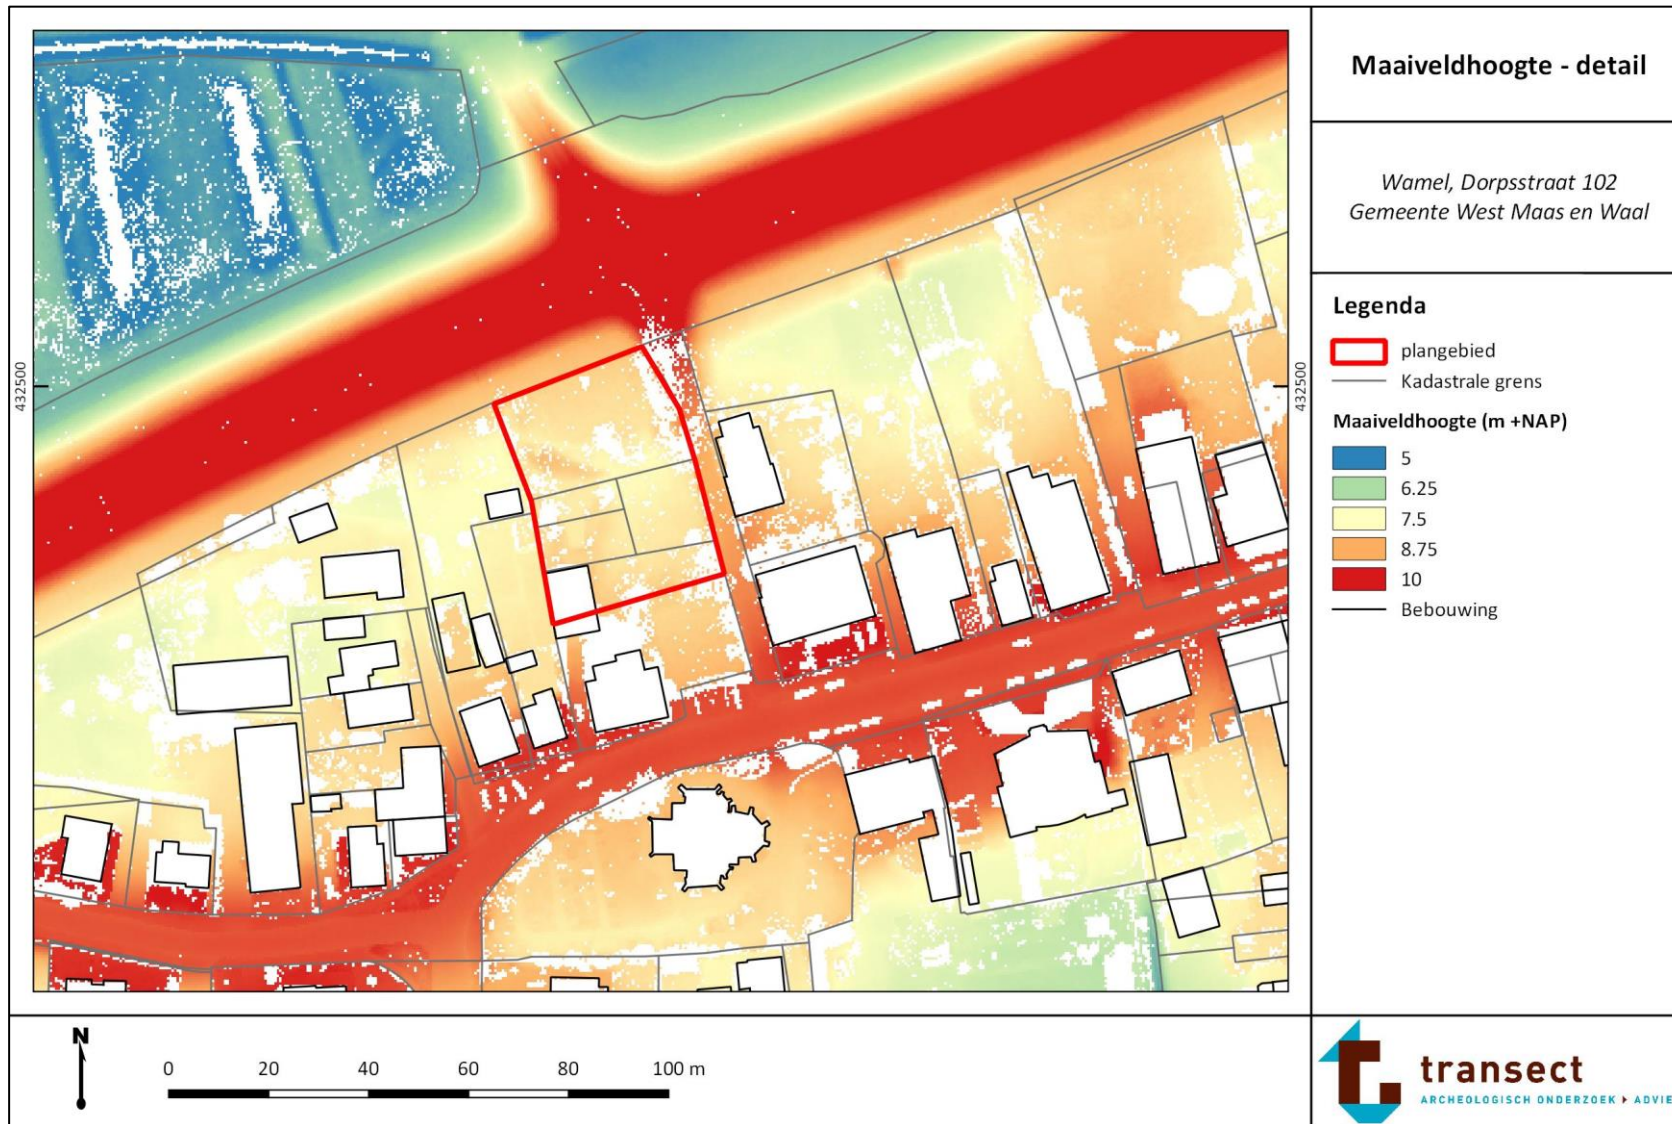 Maaiveldhoogte - detail
Wamel, Dorpsstraat 102
Gemeente West Maas en Waal
Legenda
plangebied
Kadastrale grens
Maaiveldhoogte (m +NAP)
5
6.25
7.5
8.75
10
Bebouwing
432500
432500
N
0 20 40 60 80 100 m
transect
ARCHEOLOGISCH ONDERZOEK ▸ ADVIE